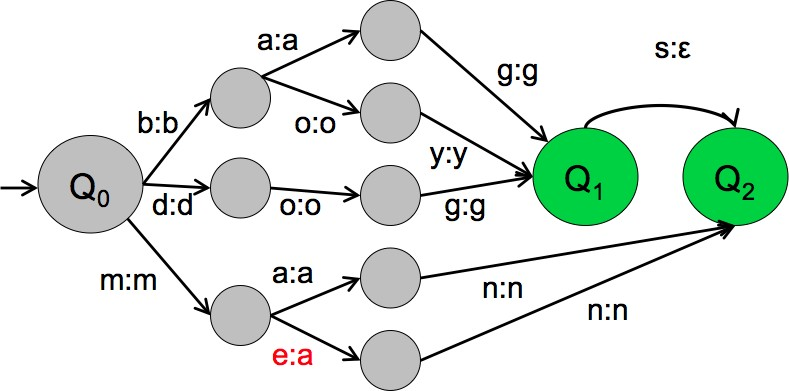 a:a
s:ε
g:g
b:b
o:o
y:y
Q0
Q1
Q2
d:d
o:o
g:g
m:m
a:a
n:n
n:n
e:a